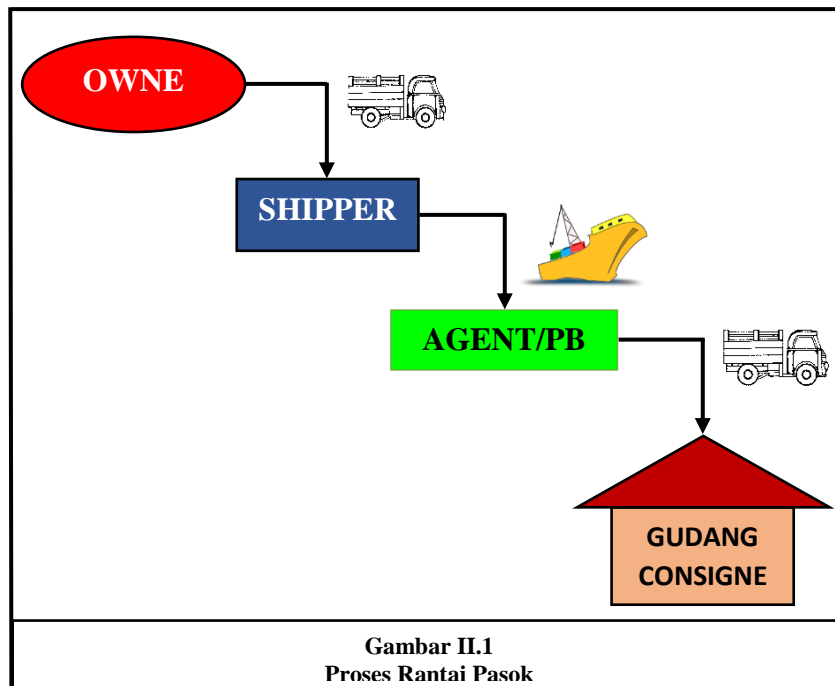 OWNE
SHIPPER
AGENT/PB
GUDANG
CONSIGNE
Gambar II.1
Proses Rantai Pasok